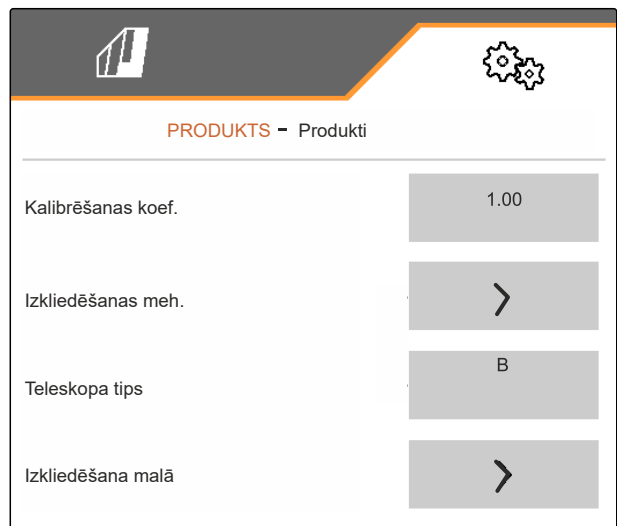 PRODUKTS - Produkti
Kalibrēšanas koef.
1.00
Izkliedēšanas meh.
Teleskopa tips
B
Izkliedēšana malā